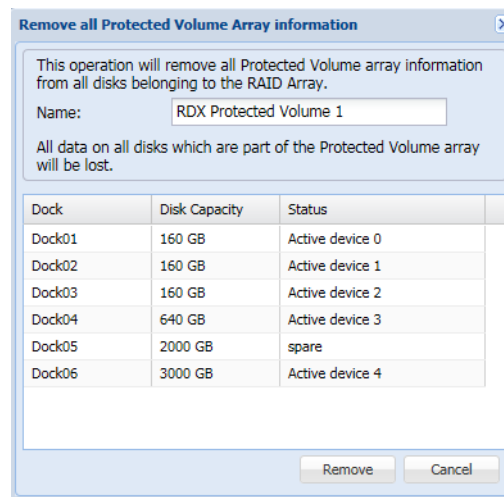 Remove all Protected Volume Array information
This operation will remove all Protected Volume array information
from all disks belonging to the RAID Array.
Name: RDX Protected Volume 1
All data on all disks which are part of the Protected Volume array
will be lost.
Dock Disk Capacity Status
Dock01 160 GB Active device 0
Dock02 160 GB Active device 1
Dock03 160 GB Active device 2
Dock04 640 GB Active device 3
Dock05 2000 GB spare
Dock06 3000 GB Active device 4
Remove Cancel